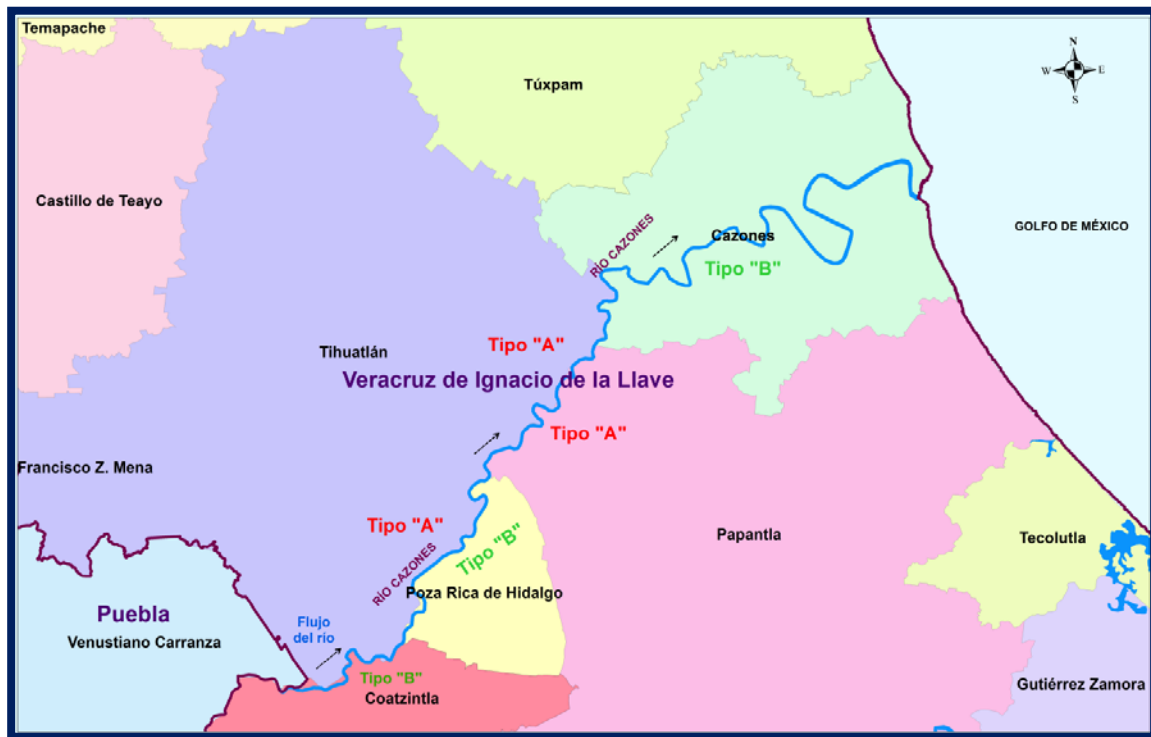 Temapache
Túxpam
N
W
E
S
Castillo de Teayo
RÍO CAZONES
Cazones
GOLFO DE MÉXICO
Tipo "B"
Tipo "A"
Tihuatlán
Veracruz de Ignacio de la Llave
Tipo "A"
Francisco Z. Mena
Tipo "A"
Tipo "B"
Papantla
Tecolutla
RÍO CAZONES
Poza Rica de Hidalgo
Puebla
Venustiano Carranza
Flujo
del río
Tipo "B"
Coatzintla
Gutiérrez Zamora